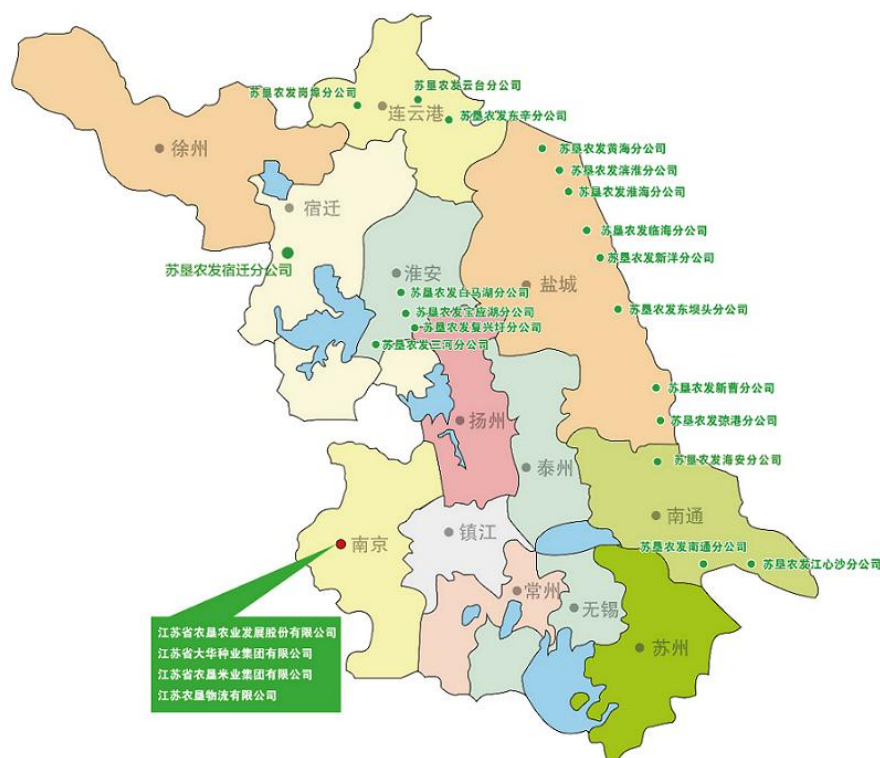 苏垦农发云台分公司
苏垦农发岗埠分公司
连云港
苏垦农发东辛分公司
徐州
苏垦农发黄海分公司
苏垦农发滨淮分公司
苏垦农发淮海分公司
宿迁
苏垦农发临海分公司
苏垦农发新洋分公司
苏垦农发宿迁分公司
淮安
盐城
苏垦农发白马湖分公司
苏垦农发宝应湖分公司
苏垦农发东坝头分公司
苏垦农发复兴圩分公司
苏垦农发三河分公司
苏垦农发新曹分公司
扬州
苏垦农发弶港分公司
苏垦农发海安分公司
泰州
南通
镇江
南京
苏垦农发南通分公司
苏垦农发江心沙分公司
常州
无锡
江苏省农垦农业发展股份有限公司
江苏省大华种业集团有限公司
江苏省农垦米业集团有限公司
江苏农垦物流有限公司
苏州